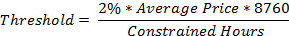 Threshold = 2% * Average Price * 8760 / Constrained Hours